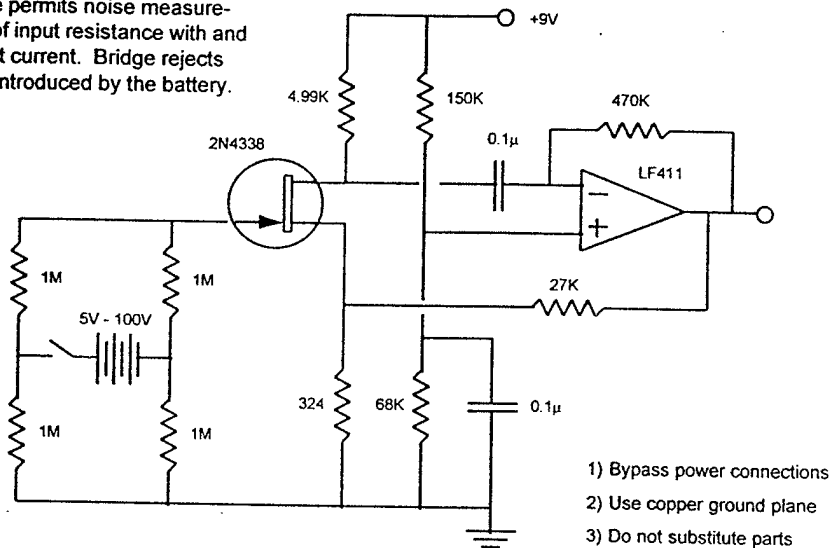 e permits noise measure-
of input resistance with and
t current. Bridge rejects
introduced by the battery.
+9V
4.99K
150K
470K
2N4338
0.1µ
LF411
1M
1M
5V - 100V
27K
1M
1M
324
68K
0.1µ
1) Bypass power connections
2) Use copper ground plane
3) Do not substitute parts